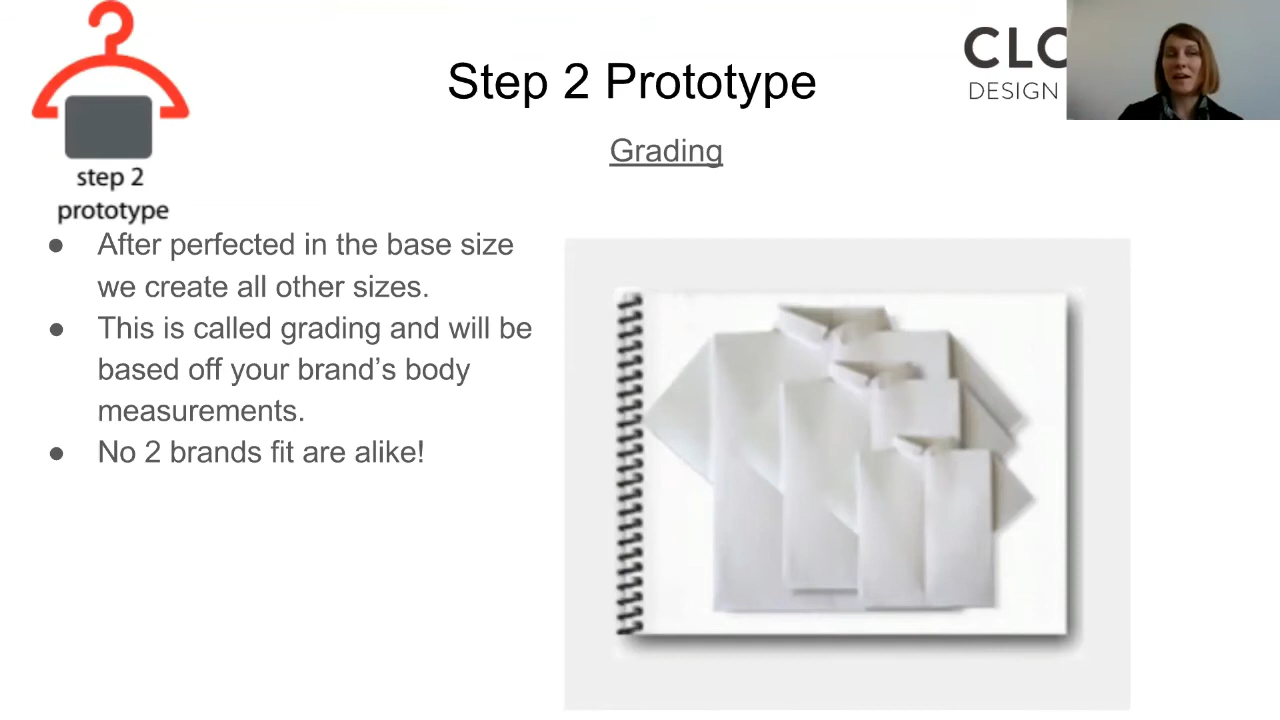 Step 2 Prototype
CLO
DESIGN
Grading
step 2
prototype
● After perfected in the base size
we create all other sizes.
● This is called grading and will be
based off your brand's body
measurements.
● No 2 brands fit are alike!